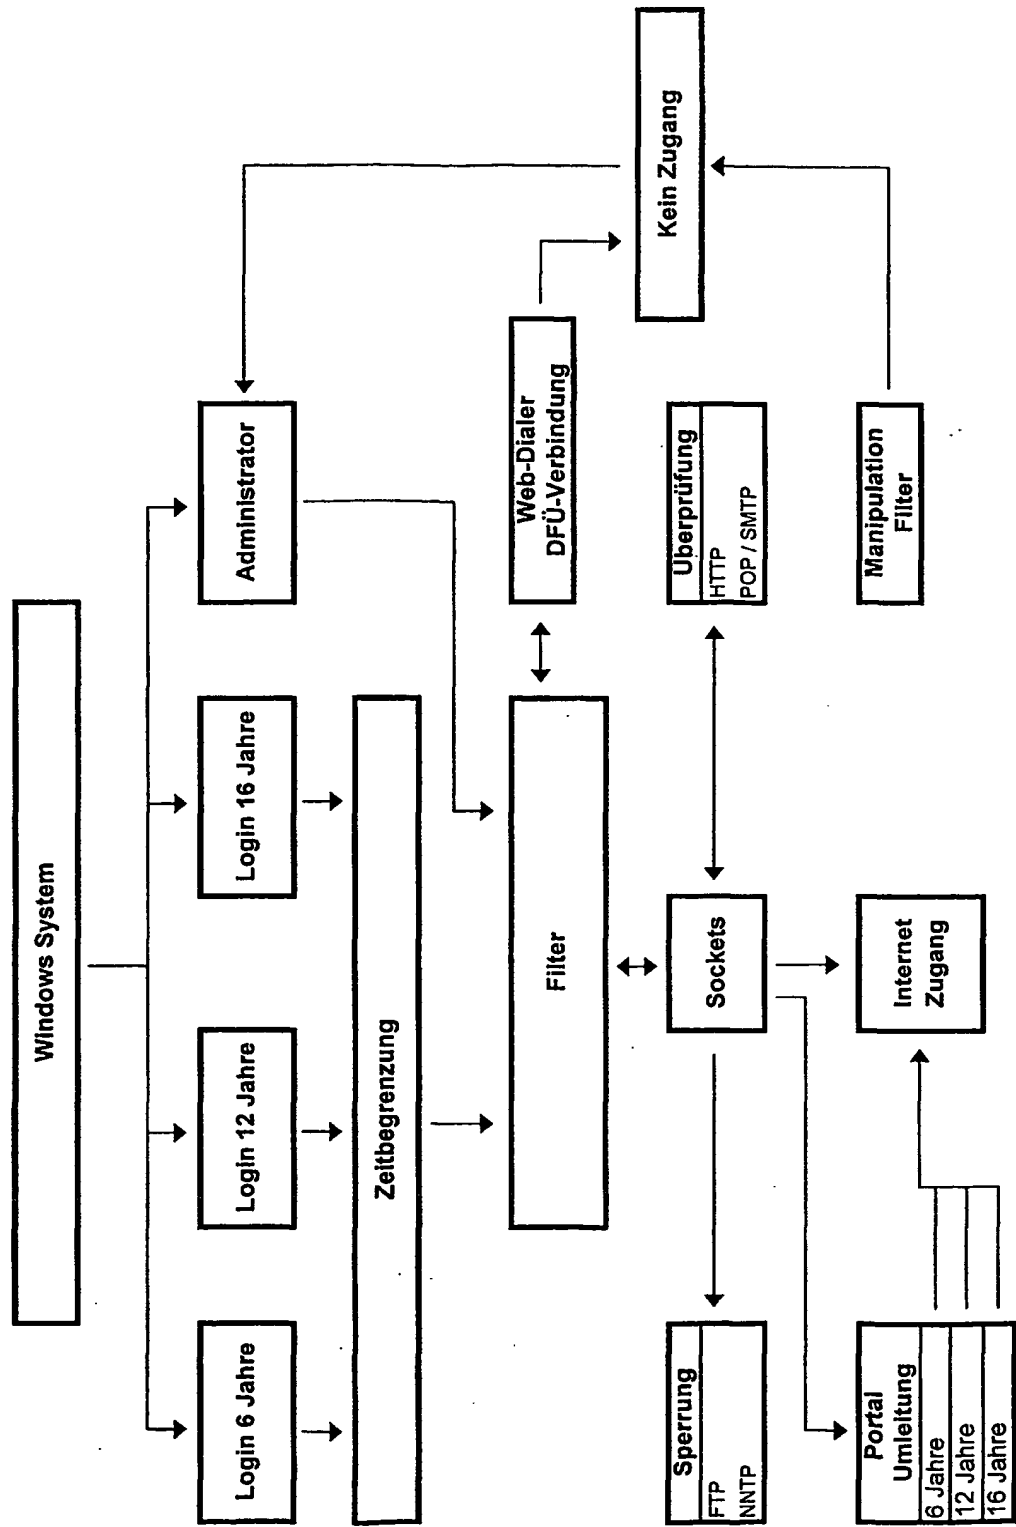 Windows System
Login 6 Jahre
Login 12 Jahre
Login 16 Jahre
Administrator
Zeitbegrenzung
Filter
Web-Dialer
DFÜ-Verbindung
Kein Zugang
Sperrung
FTP
NNTP
Sockets
Überprüfung
HTTP
POP / SMTP
Portal
Umleitung
6 Jahre
12 Jahre
16 Jahre
Internet
Zugang
Manipulation
Filter